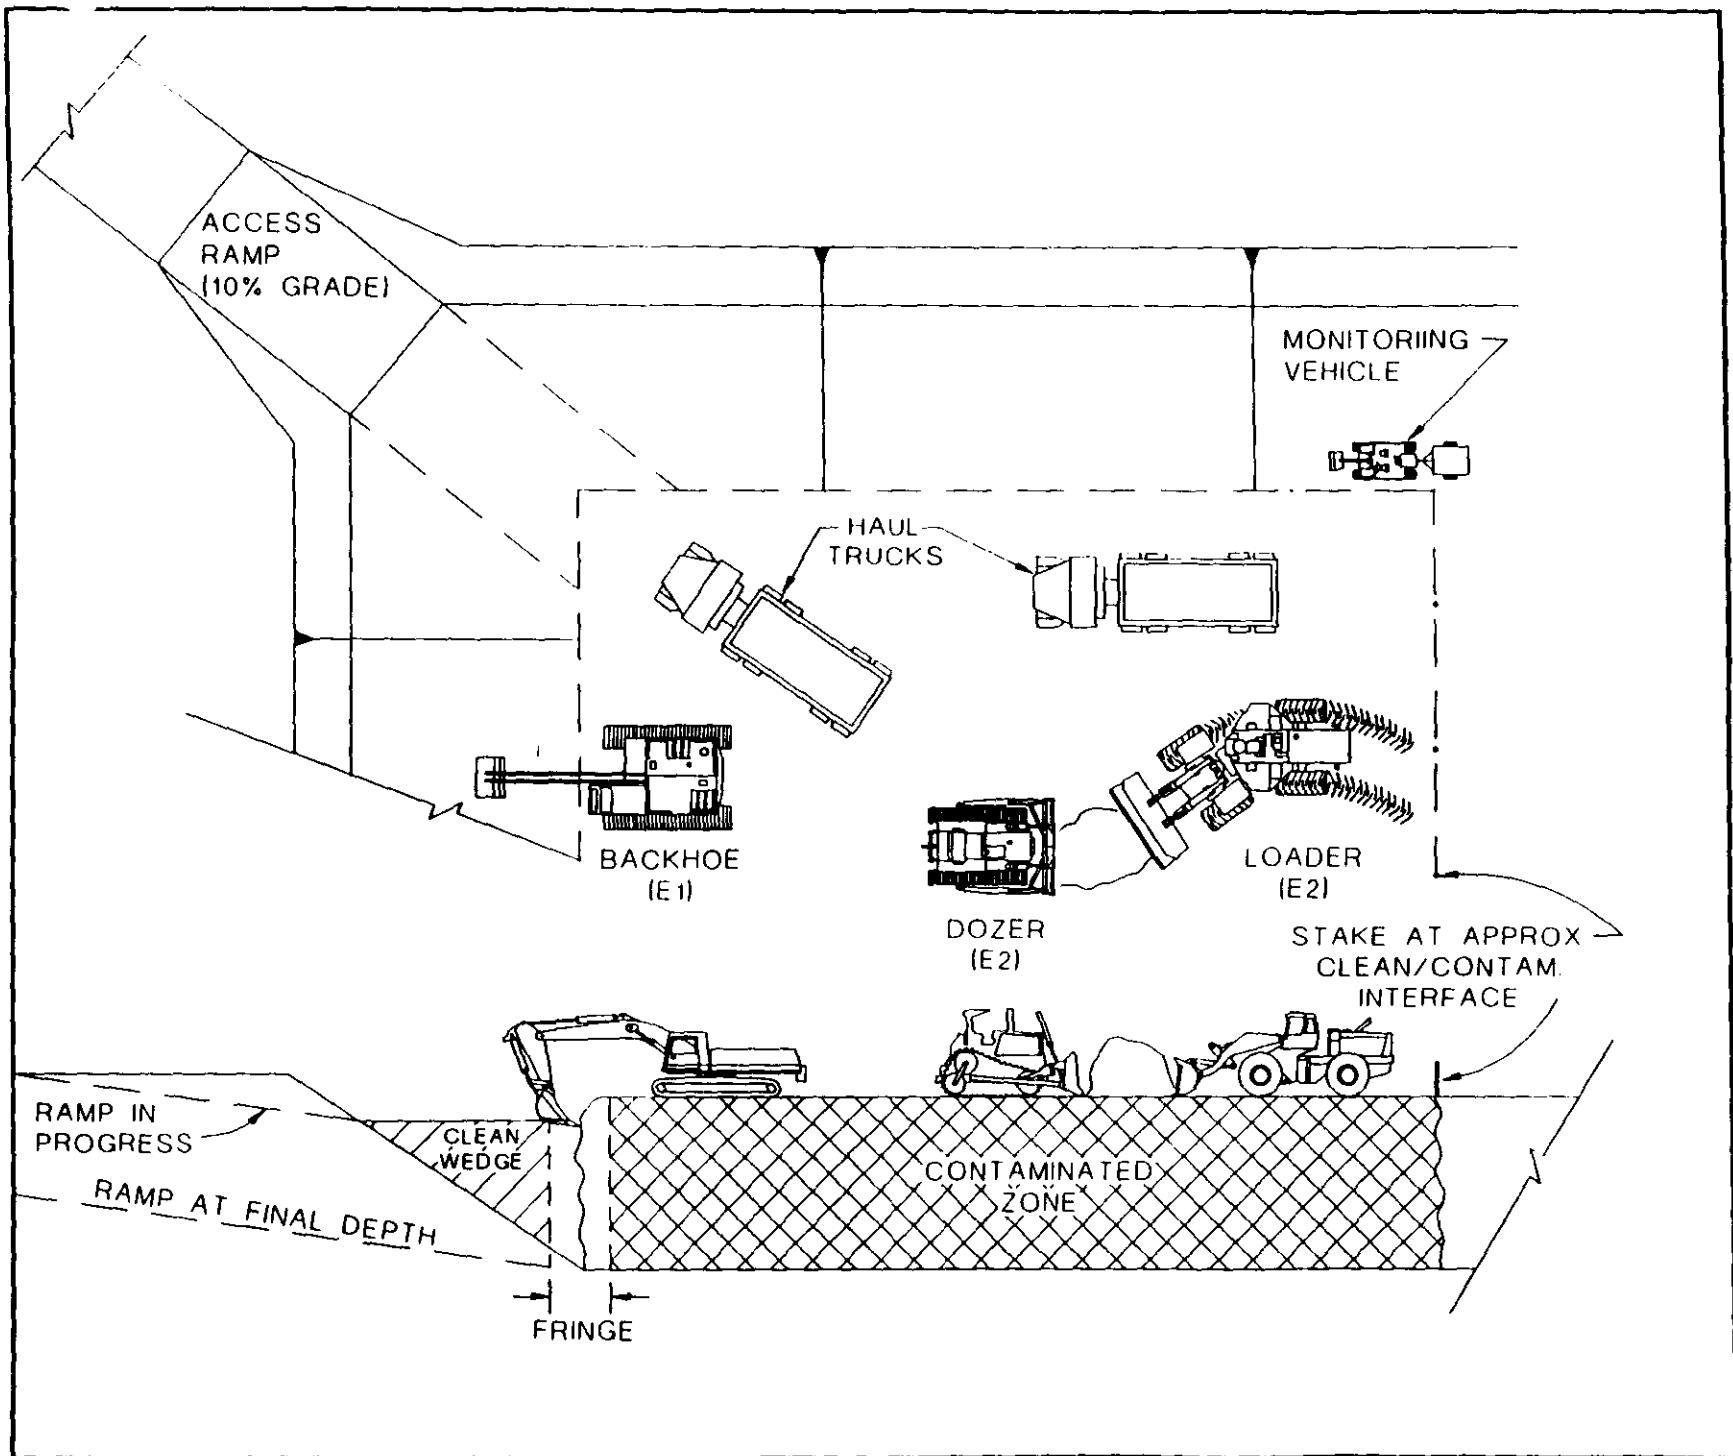 ACCESS
RAMP
(10% GRADE)
MONITORIING
VEHICLE
HAUL
TRUCKS
BACKHOE
(E1)
LOADER
(E2)
DOZER
(E2)
STAKE AT APPROX
CLEAN/CONTAM.
INTERFACE
RAMP IN
PROGRESS
CLEAN
WEDGE
CONTAMINATED
ZONE
RAMP AT FINAL DEPTH
FRINGE